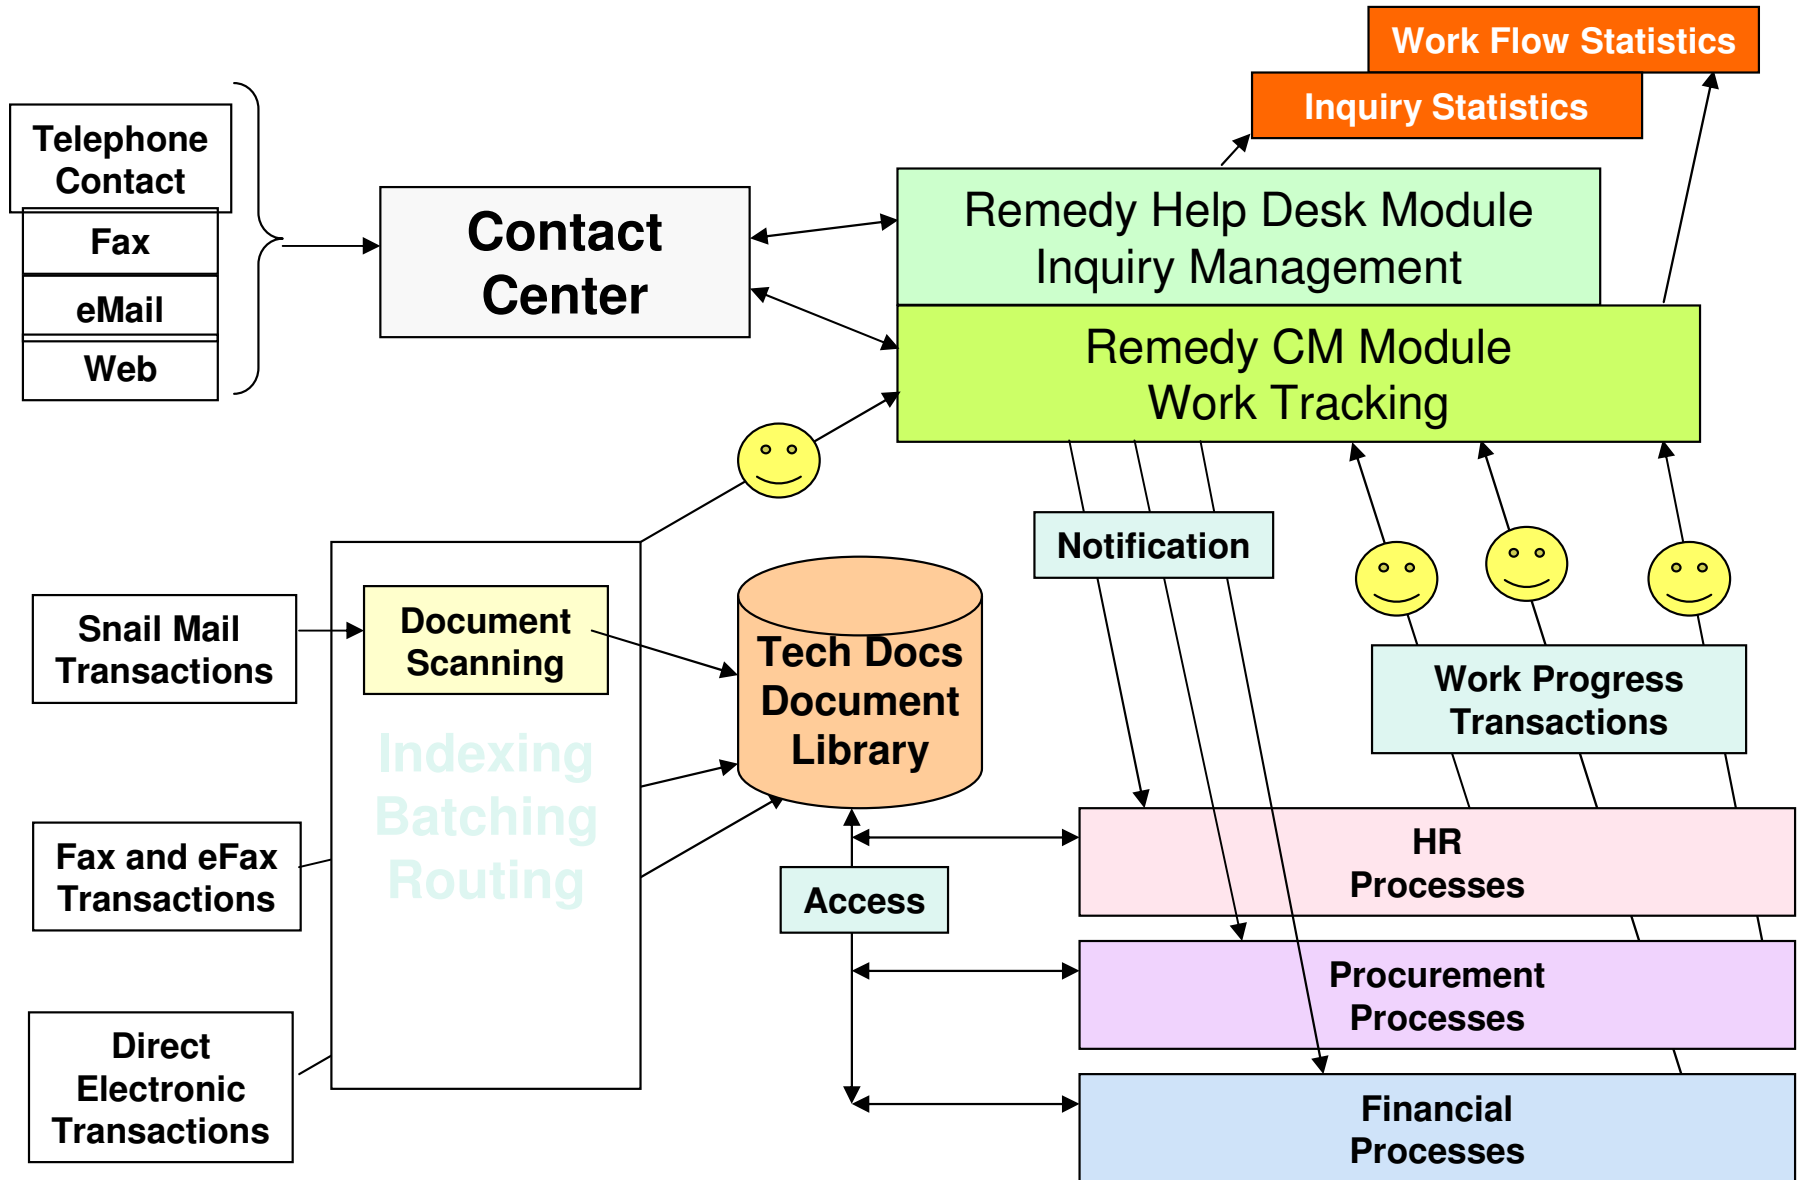 Work Flow Statistics
Inquiry Statistics
Telephone
Contact
Fax
eMail
Web
Contact
Center
Remedy Help Desk Module
Inquiry Management
Remedy CM Module
Work Tracking
Notification
Snail Mail
Transactions
Document
Scanning
Indexing
Batching
Routing
Tech Docs
Document
Library
Work Progress
Transactions
Fax and eFax
Transactions
Access
HR
Processes
Procurement
Processes
Direct
Electronic
Transactions
Financial
Processes